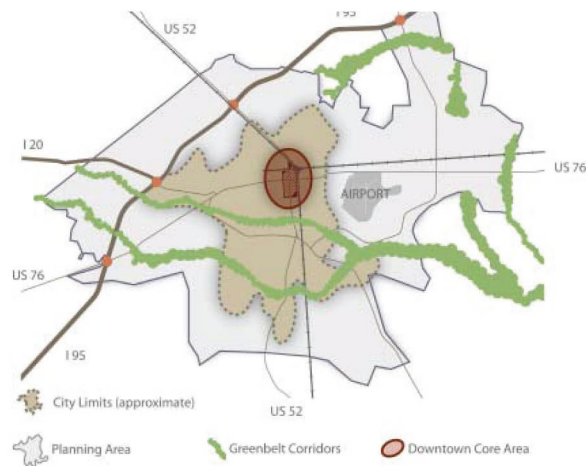 I 95
US 52
I 20
US 76
AIRPORT
US 76
I 95
US 52
City Limits (approximate)
Planning Area
Greenbelt Corridors
Downtown Core Area